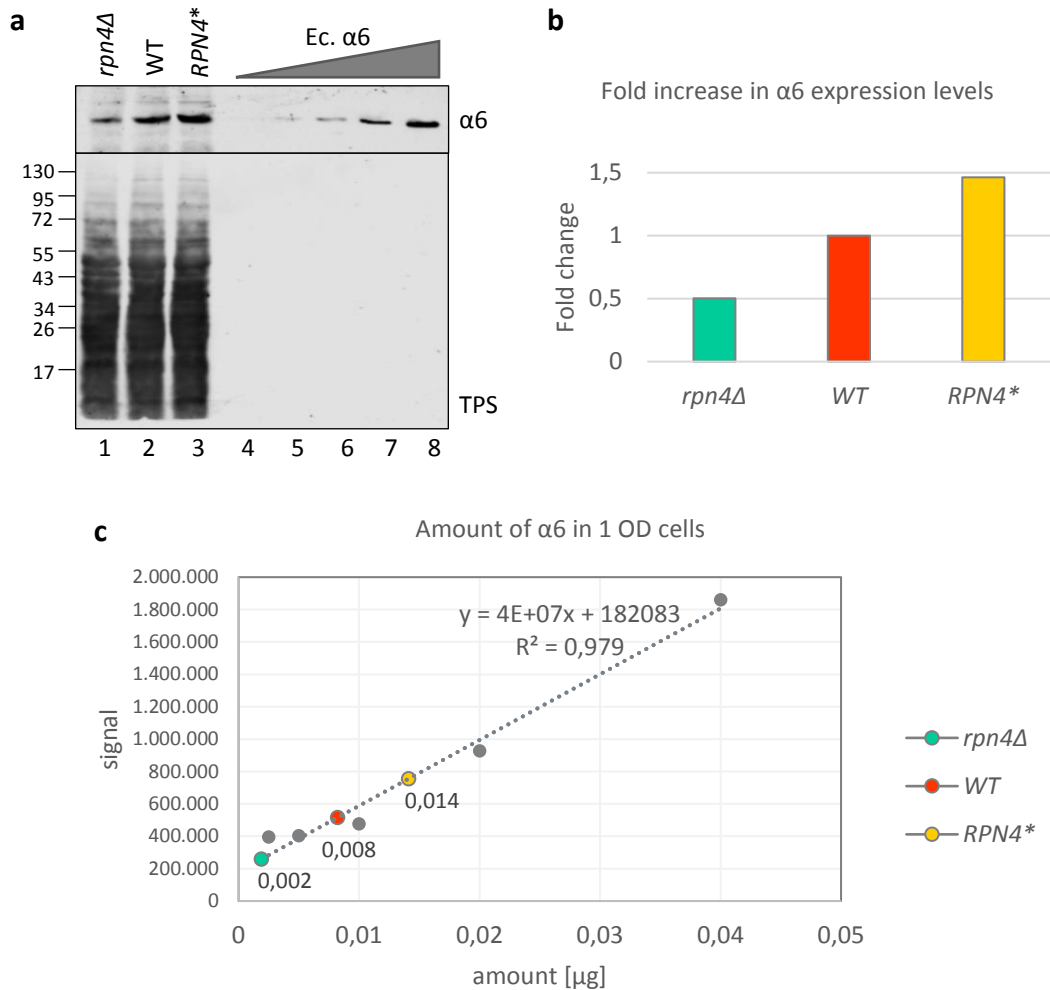 a
rpn4Δ WT RPN4* Ec. α6
α6
130
95
72
55
43
34
26
17
TPS
1 2 3 4 5 6 7 8
b
Fold increase in α6 expression levels
Fold change
1,5
1
0,5
0
rpn4Δ WT RPN4*
c
Amount of α6 in 1 OD cells
signal
2.000.000
1.800.000
1.600.000
1.400.000
1.200.000
1.000.000
800.000
600.000
400.000
200.000
0
y = 4E+07x + 182083
R² = 0,979
0,014
0,008
0,002
0 0,01 0,02 0,03 0,04 0,05
amount [µg]
rpn4Δ
WT
RPN4*